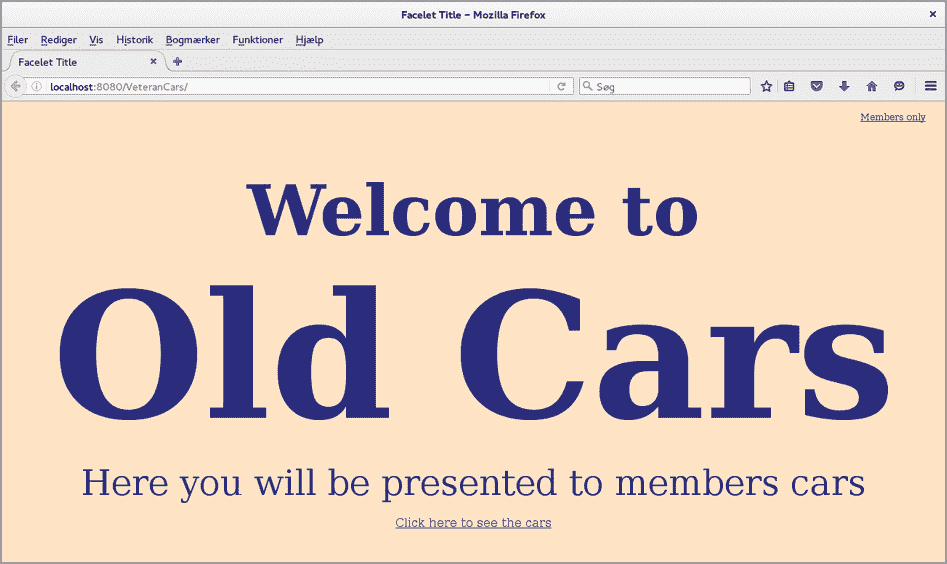 Facelet Title - Mozilla Firefox
Filer Rediger Vis Historik Bogmærker Funktioner Hjælp
Facelet Title
localhost:8080/VeteranCars/ Søg
Members only
Welcome to
Old Cars
Here you will be presented to members cars
Click here to see the cars